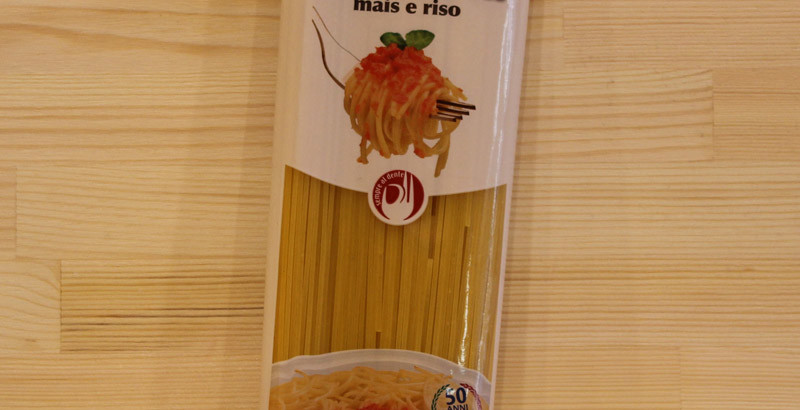 mais e riso
sempre al dente
50
ANNI